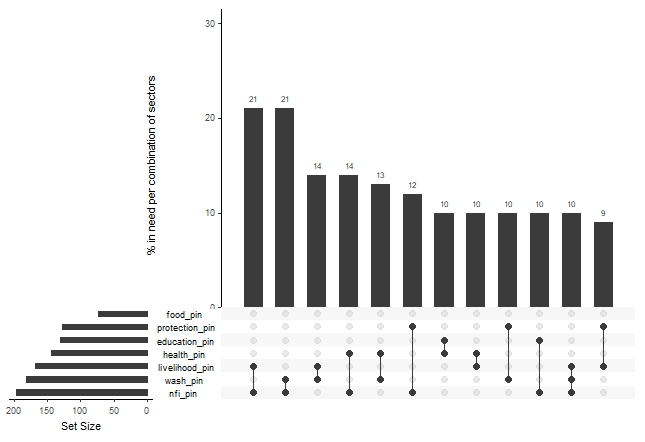 30
% in need per combination of sectors
21 21
20
14 14
13
12
10 10 10 10 10
10
9
0
food_pin
protection_pin
education_pin
health_pin
livelihood_pin
wash_pin
nfi_pin
200 150 100 50 0
Set Size